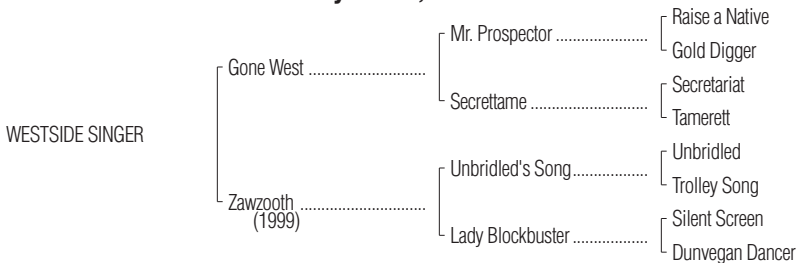 Raise a Native
Mr. Prospector ....................
Gold Digger
Gone West ..........................
Secretariat
Secrettame .........................
Tamerett
WESTSIDE SINGER
Unbridled
Unbridled's Song.................
Trolley Song
Zawzooth ............................
(1999)
Silent Screen
Lady Blockbuster .................
Dunvegan Dancer